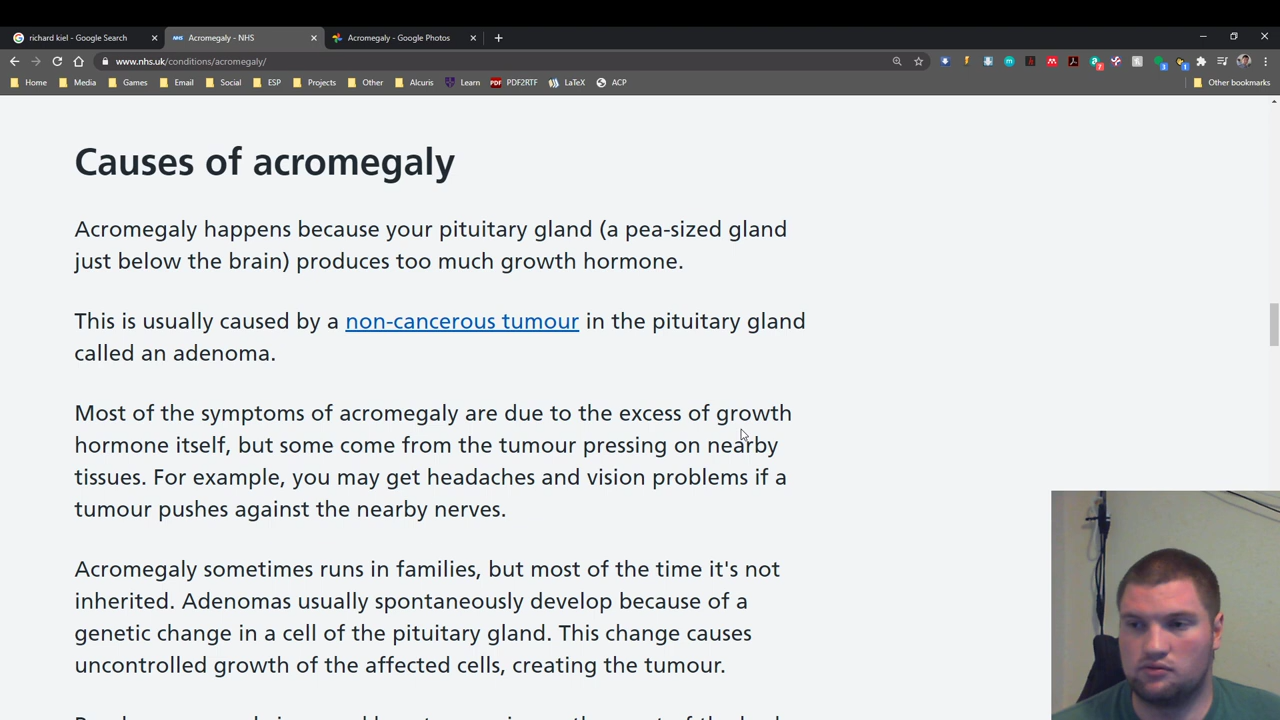 richard kiel - Google Search
Acromegaly - NHS
Acromegaly - Google Photos
www.nhs.uk/conditions/acromegaly/
Home Media Games Email Social ESP Projects Other Alcuris Learn PDF2RTF LaTeX ACP Other bookmarks
Causes of acromegaly
Acromegaly happens because your pituitary gland (a pea-sized gland
just below the brain) produces too much growth hormone.
This is usually caused by a non-cancerous tumour in the pituitary gland
called an adenoma.
Most of the symptoms of acromegaly are due to the excess of growth
hormone itself, but some come from the tumour pressing on nearby
tissues. For example, you may get headaches and vision problems if a
tumour pushes against the nearby nerves.
Acromegaly sometimes runs in families, but most of the time it's not
inherited. Adenomas usually spontaneously develop because of a
genetic change in a cell of the pituitary gland. This change causes
uncontrolled growth of the affected cells, creating the tumour.